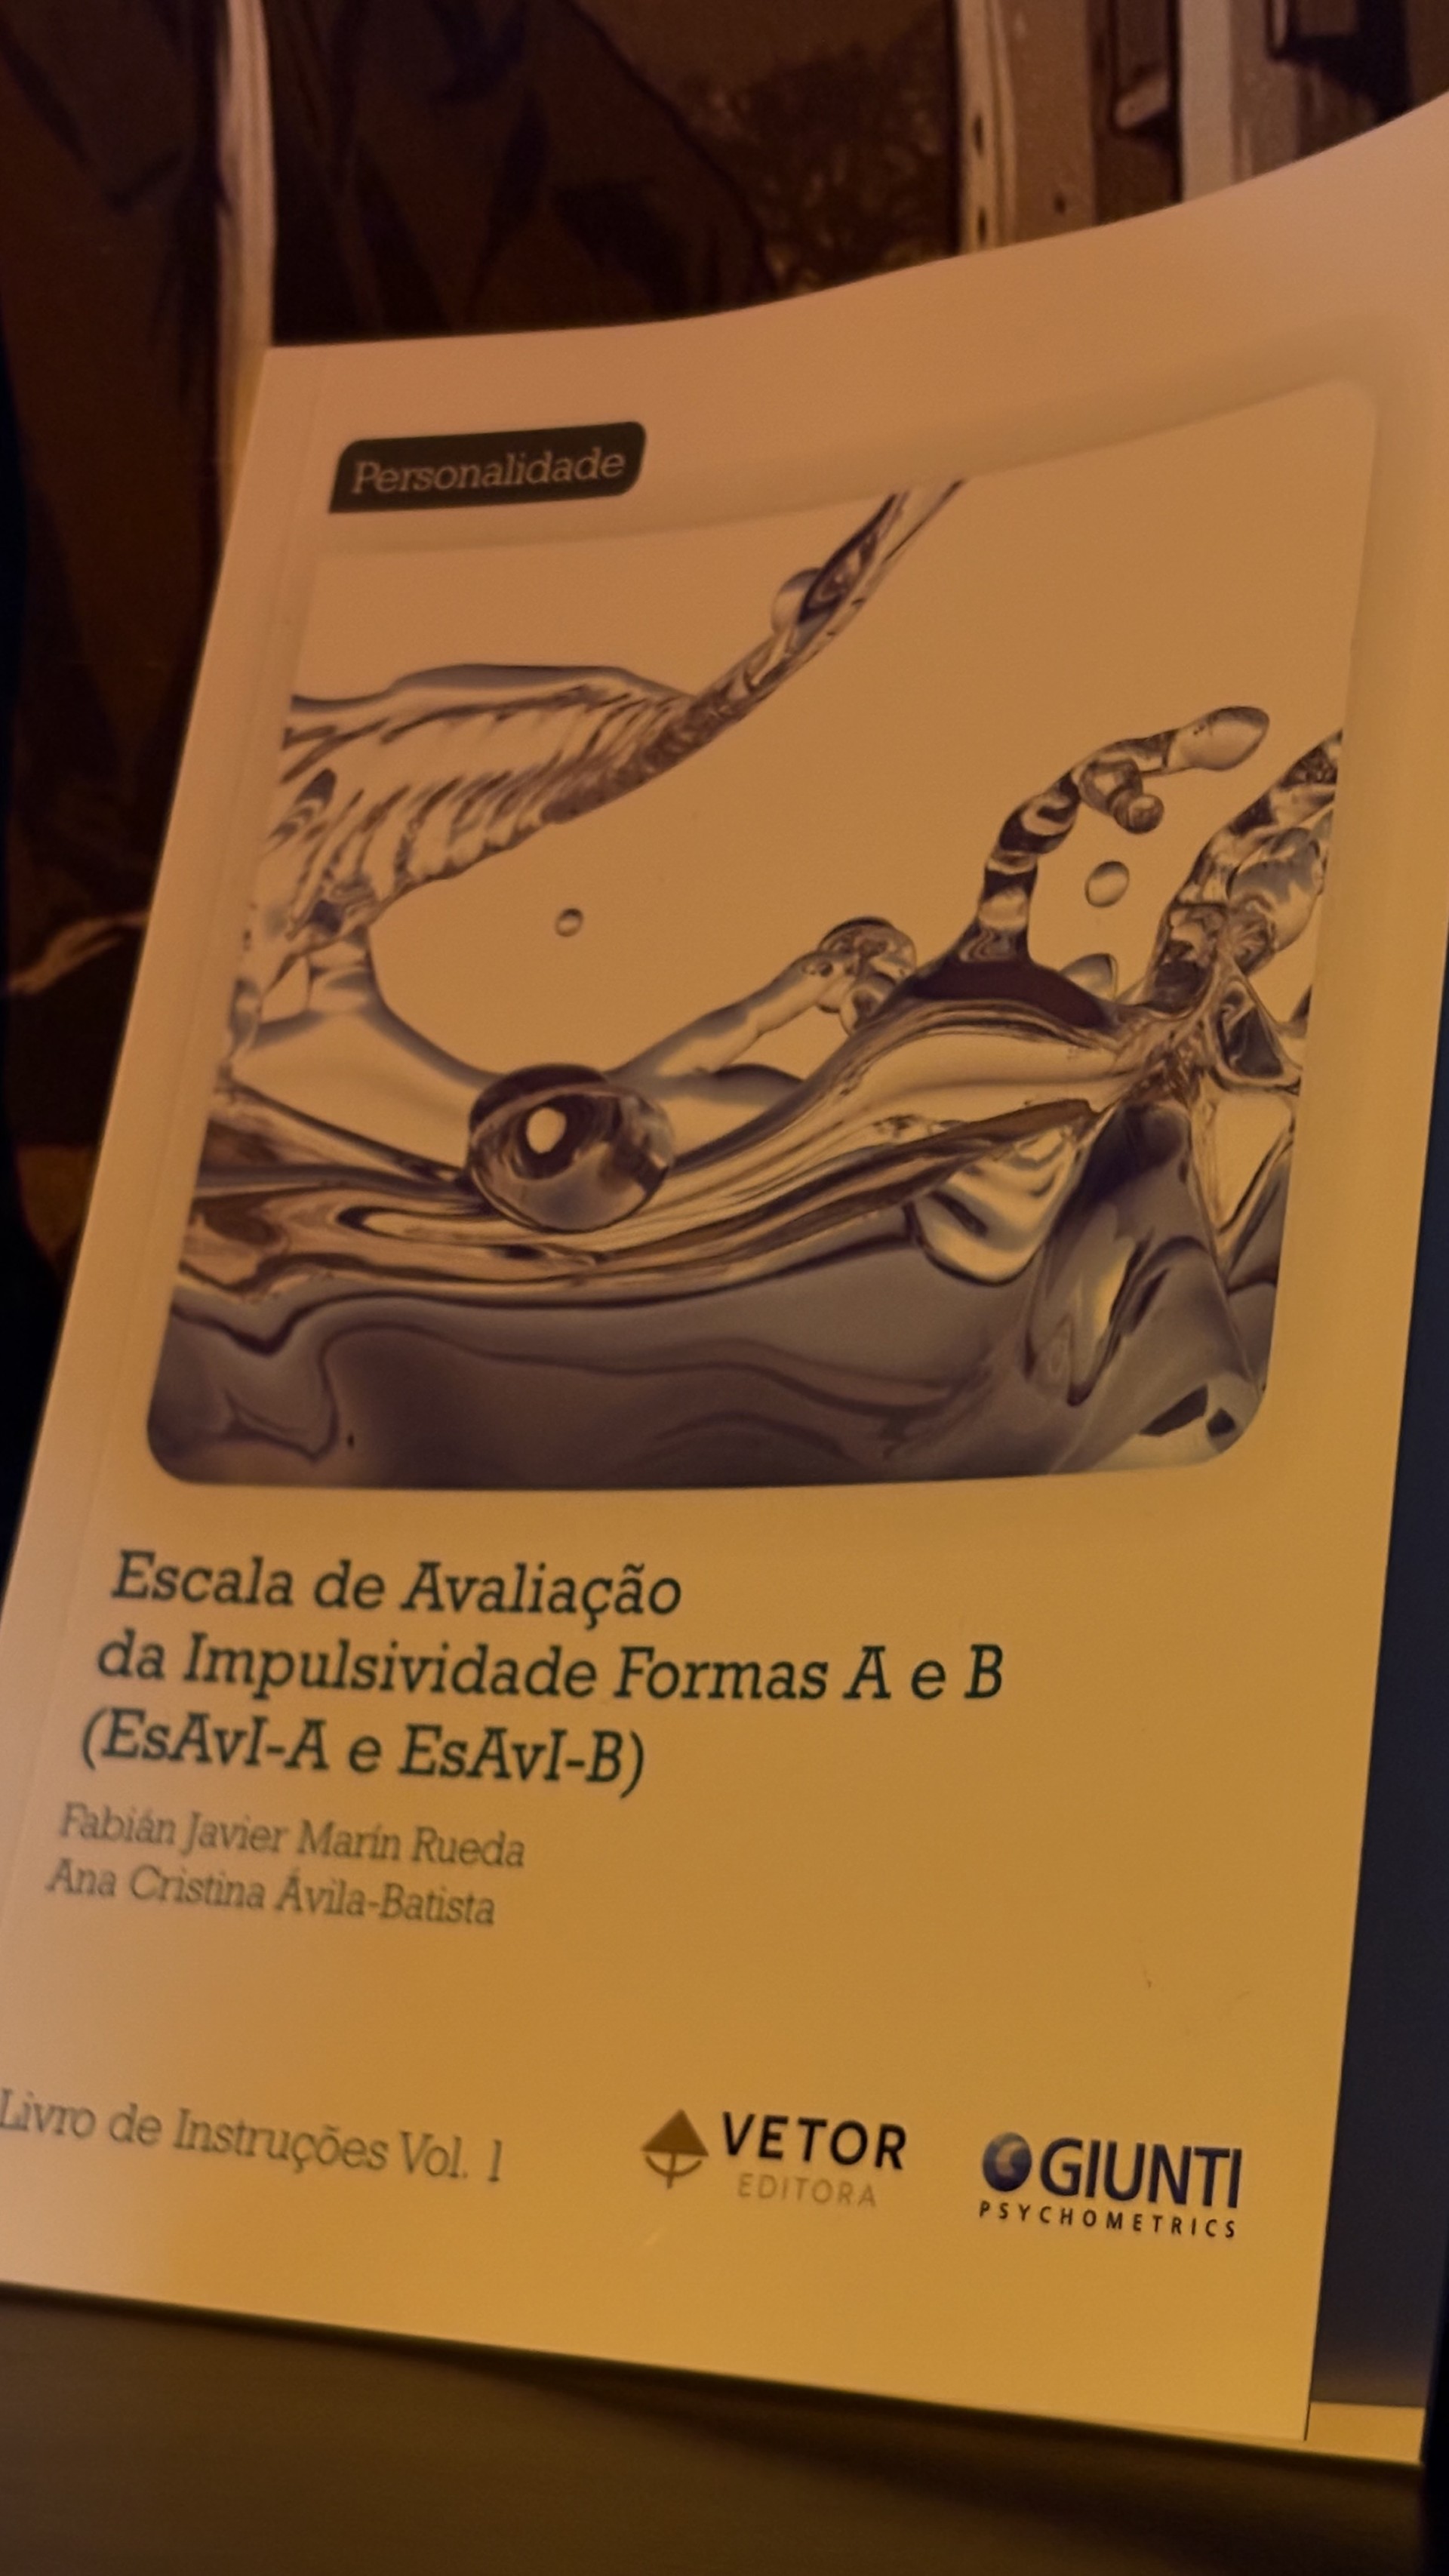 Personalidade
Escala de Avaliação
da Impulsividade Formas A e B
(EsAvI-A e EsAvI-B)
Fabián Javier Marín Rueda
Ana Cristina Ávila-Batista
Livro de Instruções Vol. 1
VETOR
EDITORA
GIUNTI
PSYCHOMETRICS